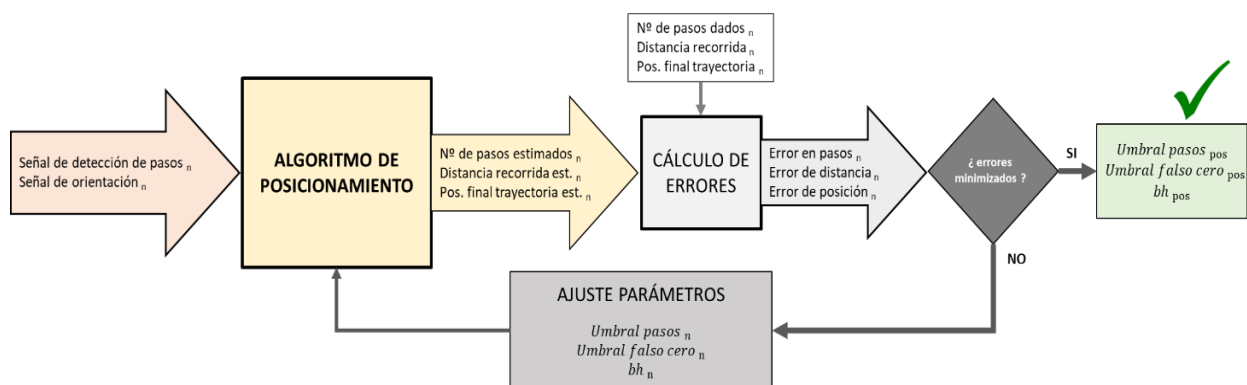 Señal de detección de pasos n
Señal de orientación n
ALGORITMO DE
POSICIONAMIENTO
Nº de pasos estimados n
Distancia recorrida est. n
Pos. final trayectoria est. n
Nº de pasos dados n
Distancia recorrida n
Pos. final trayectoria n
CÁLCULO DE
ERRORES
Error en pasos n
Error de distancia n
Error de posición n
¿ errores
minimizados ?
SI
Umbral pasos pos
Umbral falso cero pos
bh pos
NO
AJUSTE PARÁMETROS
Umbral pasos n
Umbral falso cero n
bh n